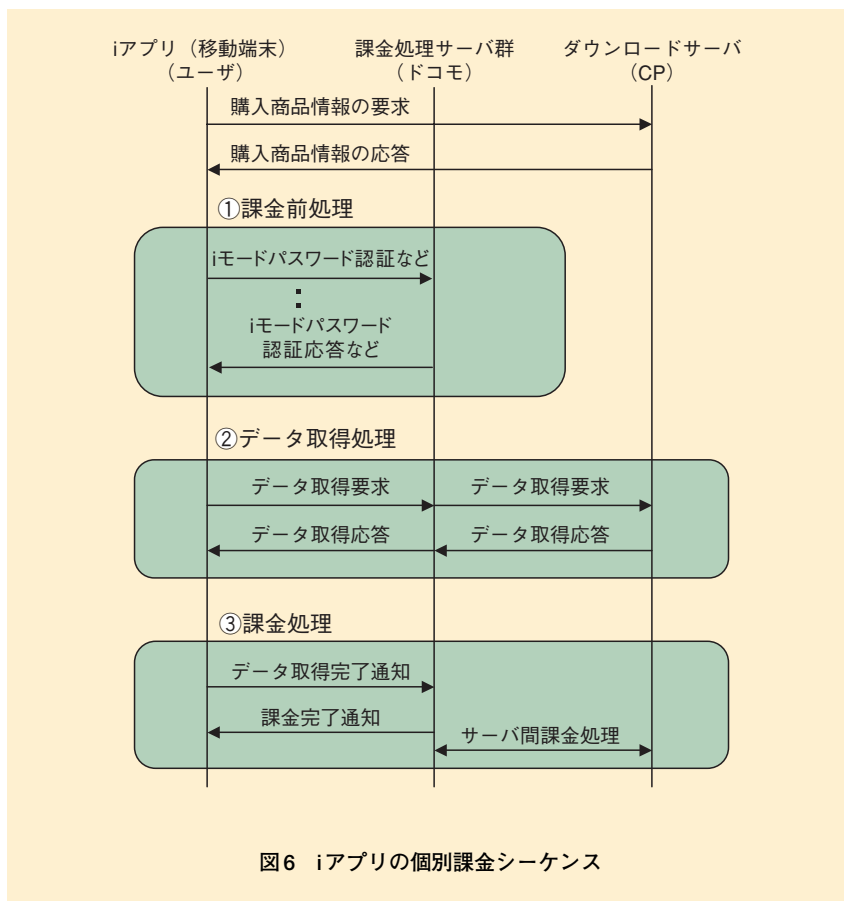 iアプリ(移動端末)
(ユーザ)
課金処理サーバ群
(ドコモ)
ダウンロードサーバ
(CP)
購入商品情報の要求
購入商品情報の応答
①課金前処理
iモードパスワード認証など
：
iモードパスワード
認証応答など
②データ取得処理
データ取得要求
データ取得要求
データ取得応答
データ取得応答
③課金処理
データ取得完了通知
課金完了通知
サーバ間課金処理
図6 iアプリの個別課金シーケンス